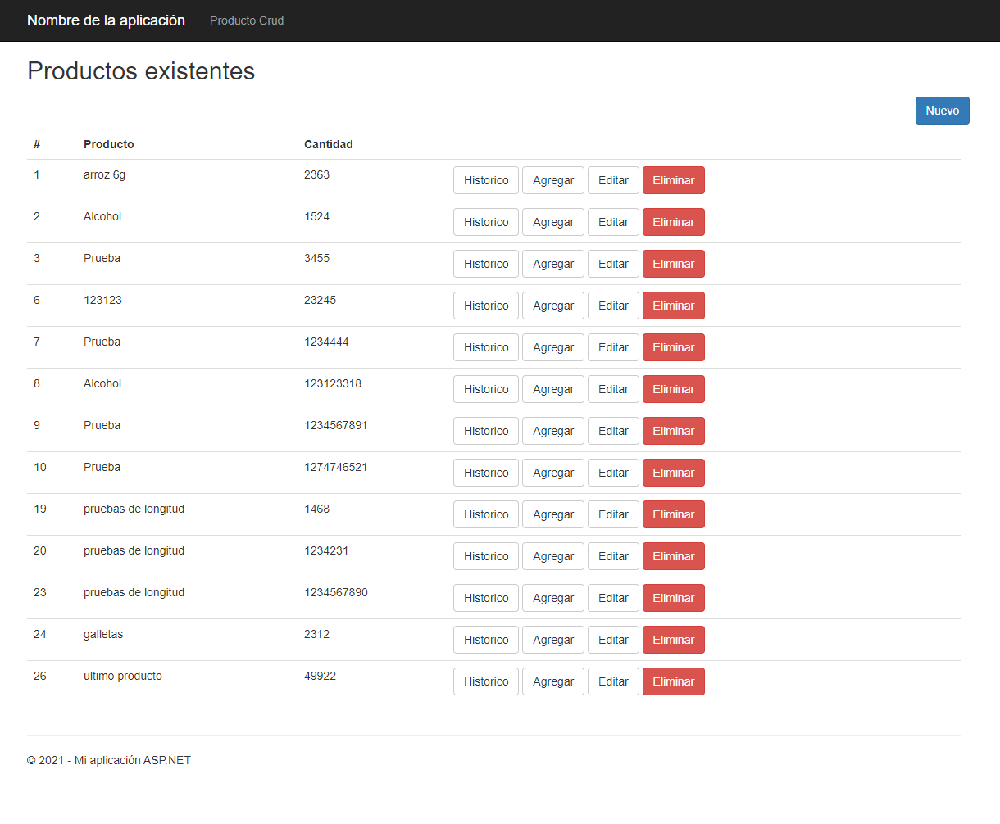 Nombre de la aplicación Producto Crud
Productos existentes
Nuevo
# Producto Cantidad
1 arroz 6g 2363 Historico Agregar Editar Eliminar
2 Alcohol 1524 Historico Agregar Editar Eliminar
3 Prueba 3455 Historico Agregar Editar Eliminar
6 123123 23245 Historico Agregar Editar Eliminar
7 Prueba 1234444 Historico Agregar Editar Eliminar
8 Alcohol 123123318 Historico Agregar Editar Eliminar
9 Prueba 1234567891 Historico Agregar Editar Eliminar
10 Prueba 1274746521 Historico Agregar Editar Eliminar
19 pruebas de longitud 1468 Historico Agregar Editar Eliminar
20 pruebas de longitud 1234231 Historico Agregar Editar Eliminar
23 pruebas de longitud 1234567890 Historico Agregar Editar Eliminar
24 galletas 2312 Historico Agregar Editar Eliminar
26 ultimo producto 49922 Historico Agregar Editar Eliminar
© 2021 - Mi aplicación ASP.NET